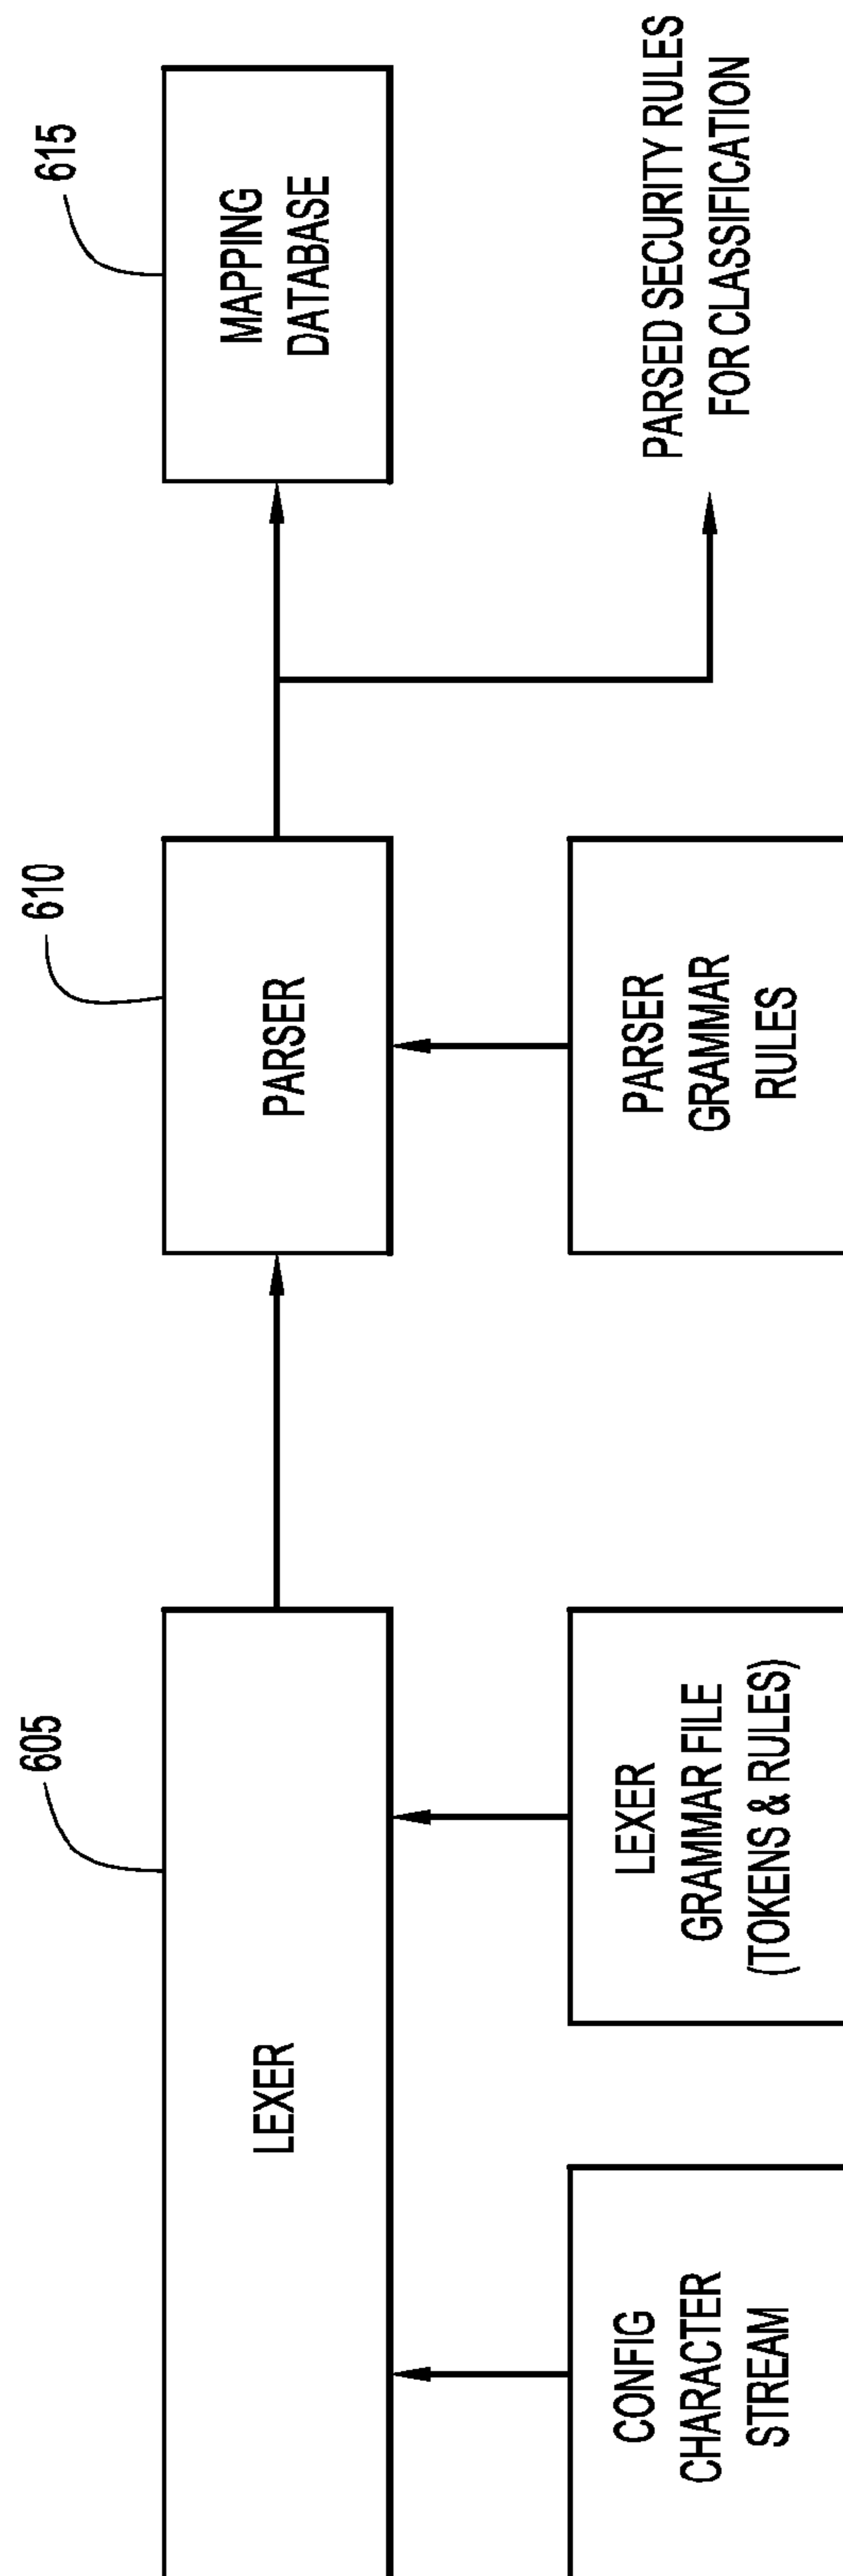 605
610
615
LEXER
PARSER
MAPPING
DATABASE
CONFIG
CHARACTER
STREAM
LEXER
GRAMMAR FILE
(TOKENS & RULES)
PARSER
GRAMMAR
RULES
PARSED SECURITY RULES
FOR CLASSIFICATION